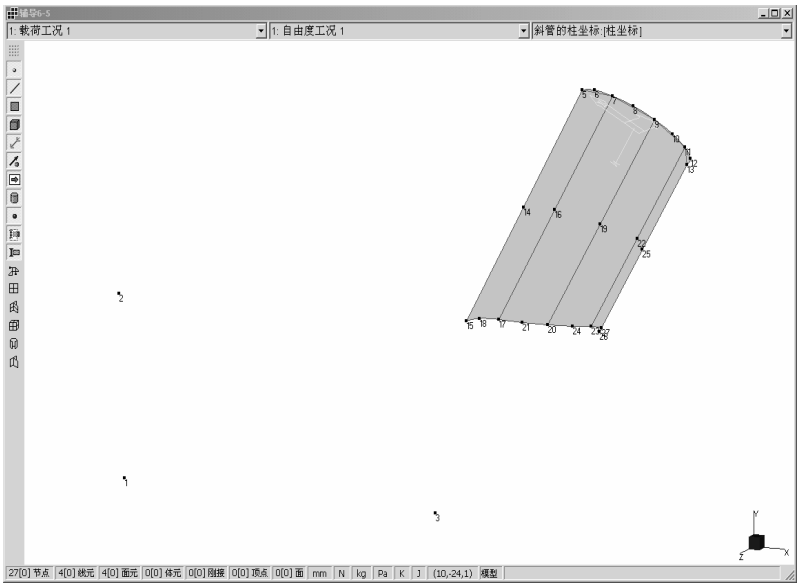 辅导6-5
1: 载荷工况 1
1: 自由度工况 1
斜管的柱坐标:[柱坐标]
5
6
7
8
9
10
11
12
13
14
16
19
22
25
2
15
18
17
21
20
24
27
26
1
3
Y
X
Z
27[0] 节点
4[0] 线元
4[0] 面元
0[0] 体元
0[0] 刚接
0[0] 顶点
0[0] 面
mm
N
kg
Pa
K
J
(10,-24,1)
模型